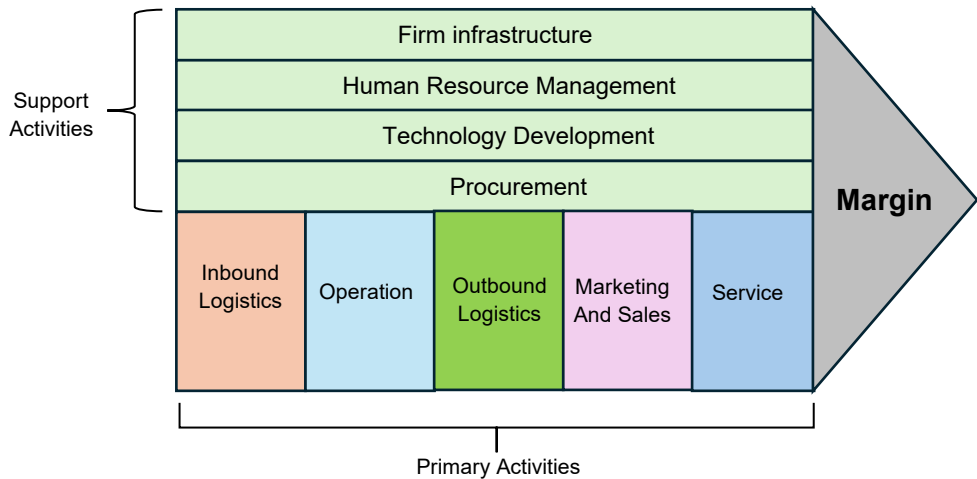 Firm infrastructure
Human Resource Management
Support
Activities
Technology Development
Procurement
Margin
Inbound
Logistics
Operation
Outbound
Logistics
Marketing
And Sales
Service
Primary Activities